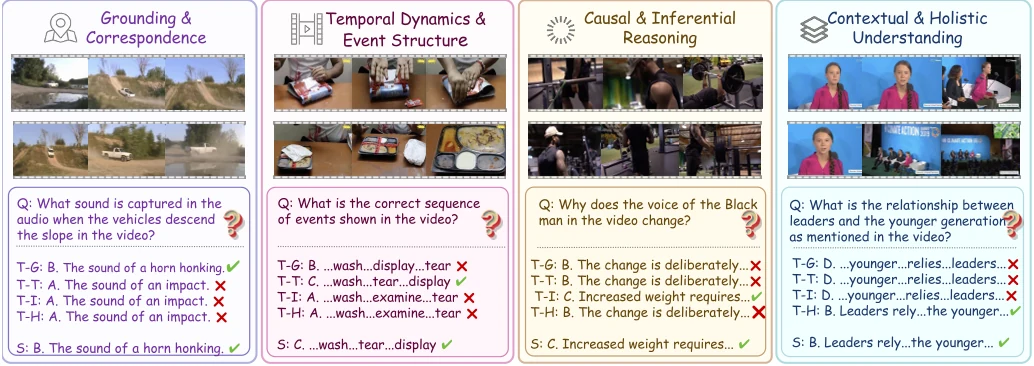 Grounding &
Correspondence
Q: What sound is captured in the
audio when the vehicles descend
the slope in the video?
T-G: B. The sound of a horn honking.
T-T: A. The sound of an impact.
T-I: A. The sound of an impact.
T-H: A. The sound of an impact.
S: B. The sound of a horn honking.
Temporal Dynamics &
Event Structure
Q: What is the correct sequence
of events shown in the video?
T-G: B. ...wash...display...tear
T-T: C. ...wash...tear...display
T-I: A. ...wash...examine...tear
T-H: A. ...wash...examine...tear
S: C. ...wash...tear...display
Causal & Inferential
Reasoning
Q: Why does the voice of the Black
man in the video change?
T-G: B. The change is deliberately...
T-T: B. The change is deliberately...
T-I: C. Increased weight requires...
T-H: B. The change is deliberately...
S: C. Increased weight requires...
Contextual & Holistic
Understanding
CLIMATE ACTION
Q: What is the relationship between
leaders and the younger generation
as mentioned in the video?
T-G: D. ...younger...relies...leaders...
T-T: D. ...younger...relies...leaders...
T-I: D. ...younger...relies...leaders...
T-H: B. Leaders rely...the younger...
S: B. Leaders rely...the younger...